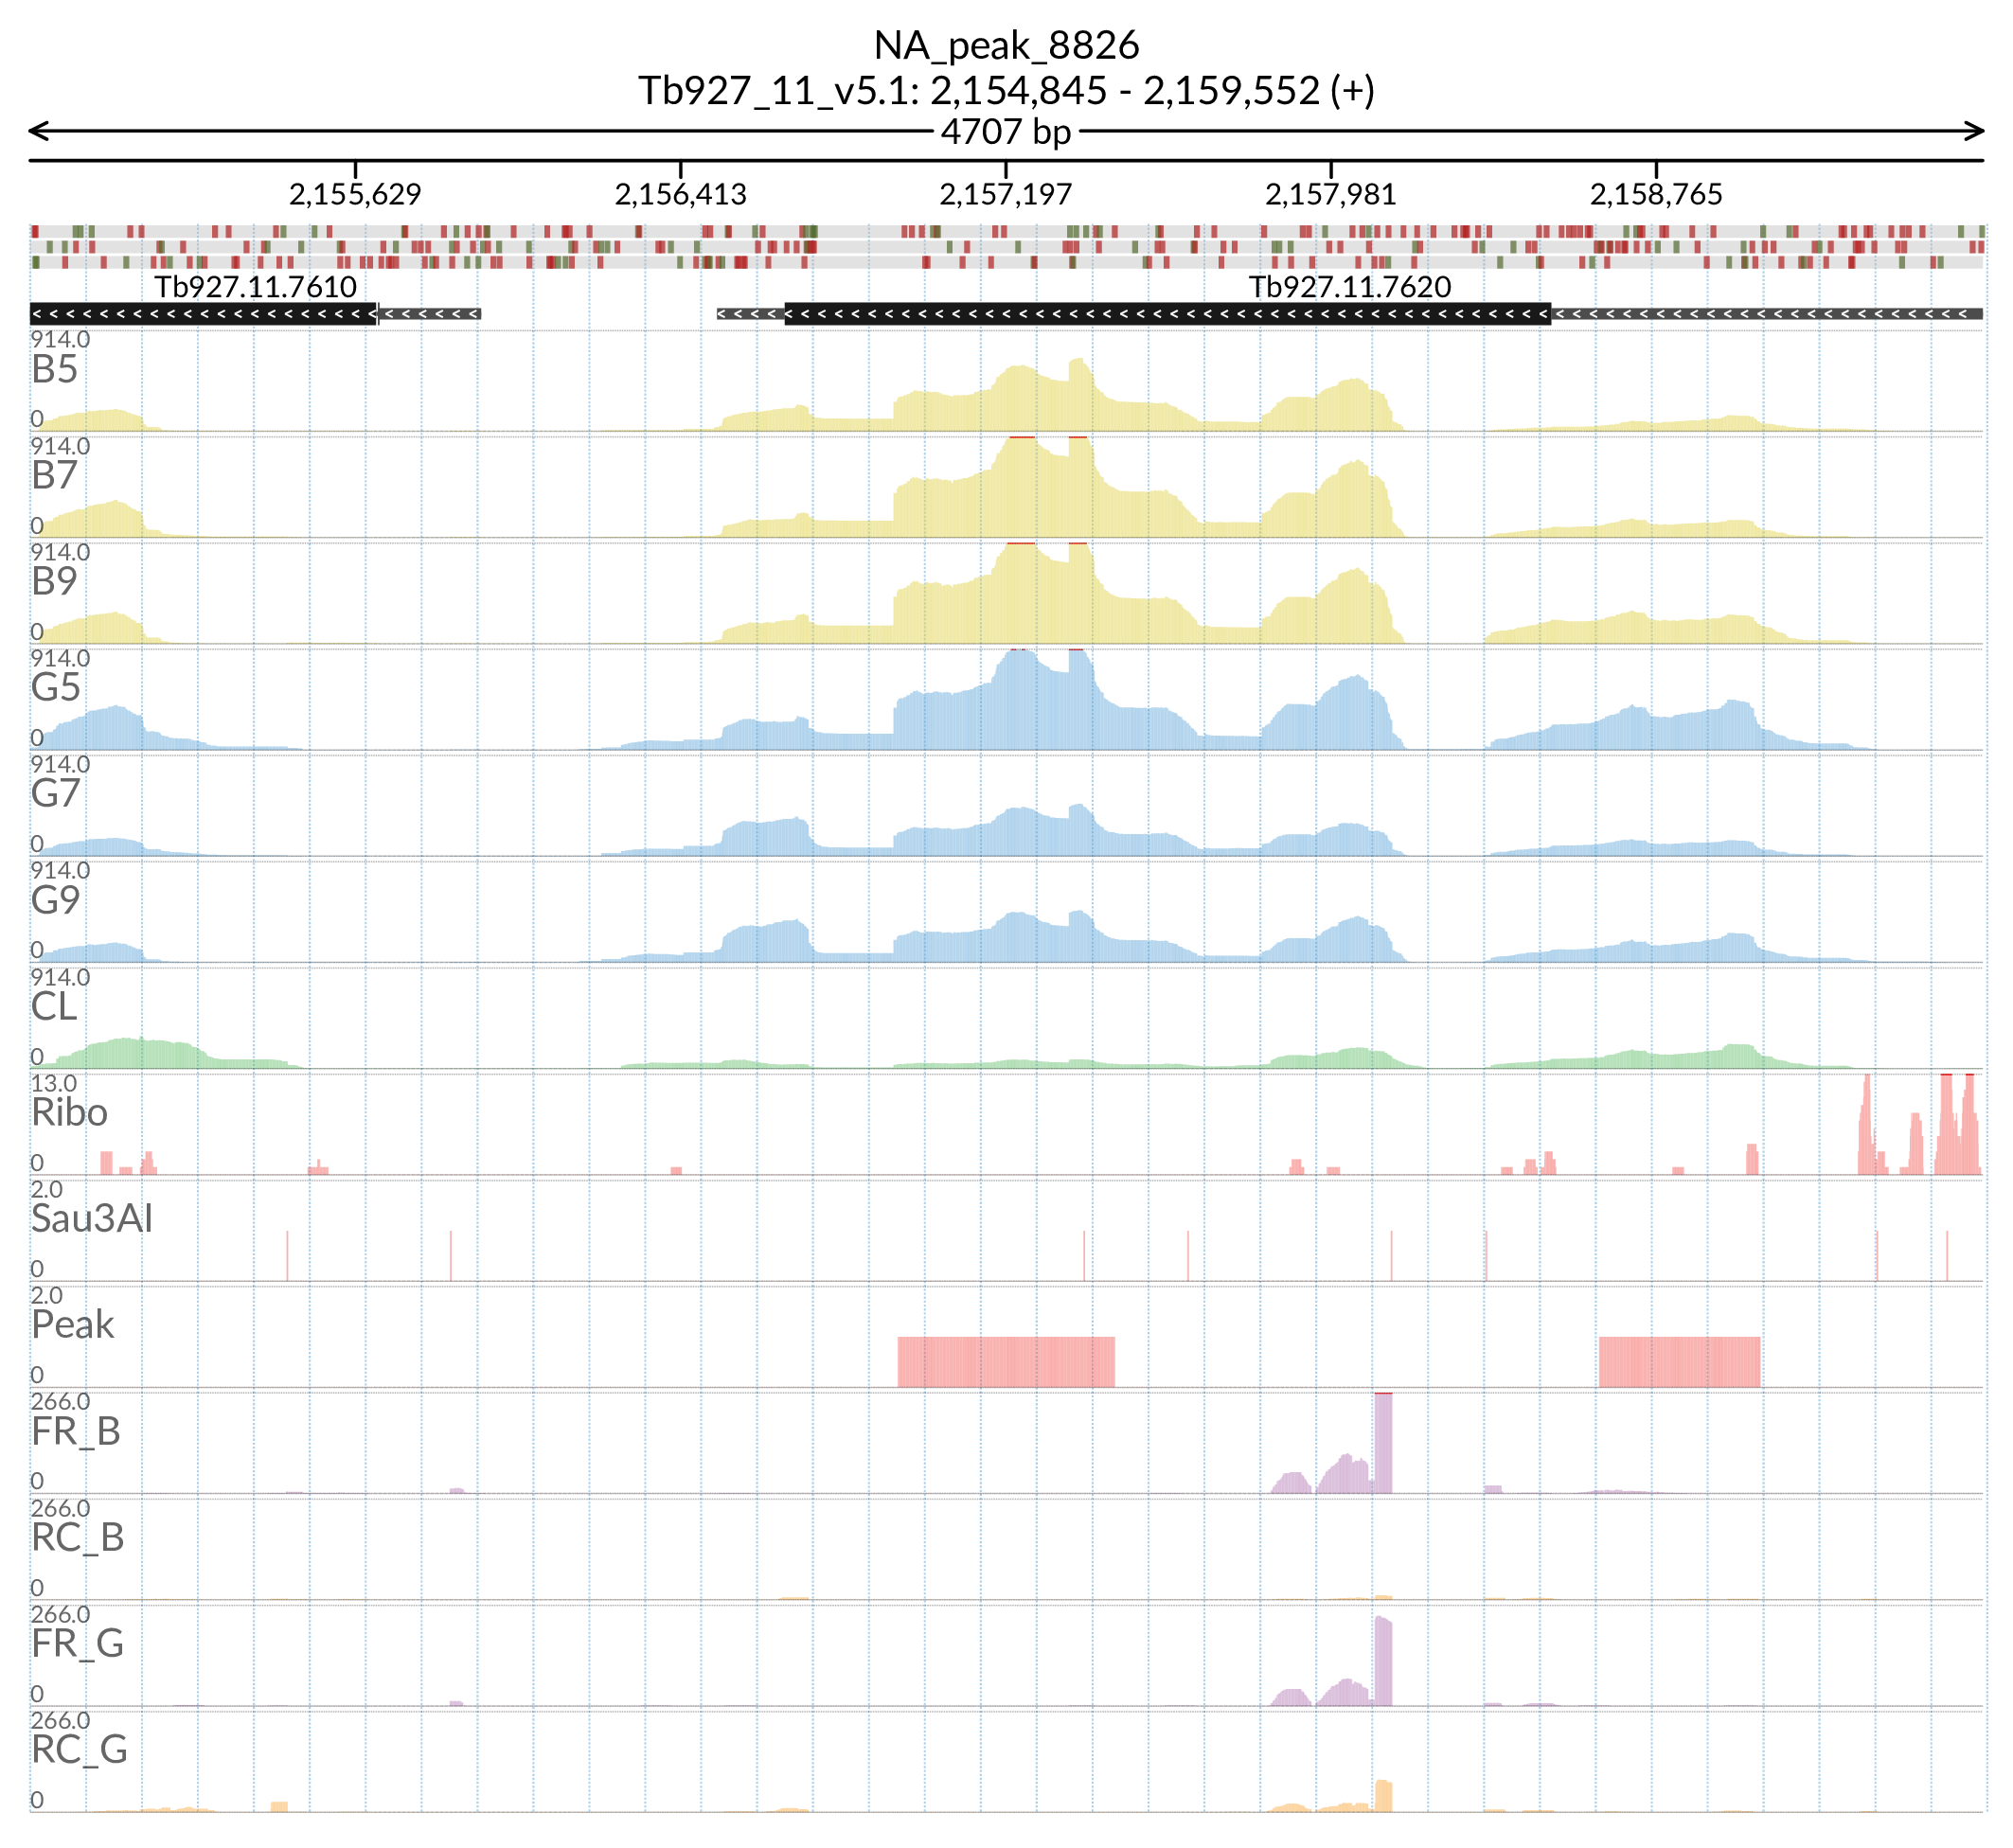 NA_peak_8826
Tb927_11_v5.1: 2,154,845 - 2,159,552 (+)
4707 bp
2,155,629 2,156,413 2,157,197 2,157,981 2,158,765
Tb927.11.7610 Tb927.11.7620
914.0
B5
0
914.0
B7
0
914.0
B9
0
914.0
G5
0
914.0
G7
0
914.0
G9
0
914.0
CL
0
13.0
Ribo
0
2.0
Sau3AI
0
2.0
Peak
0
266.0
FR_B
0
266.0
RC_B
0
266.0
FR_G
0
266.0
RC_G
0